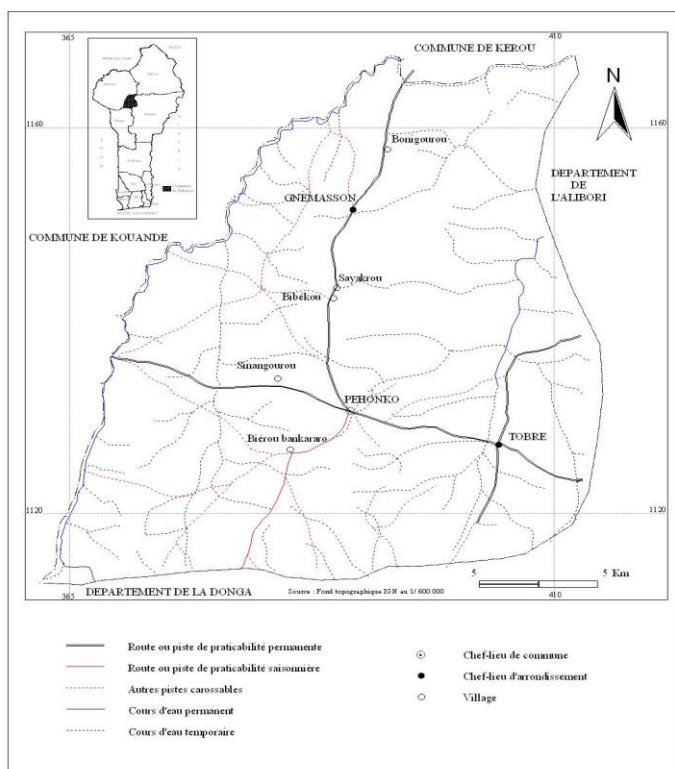 365
410
COMMUNE DE KEROU
N
1160
1160
Bonigourou
DEPARTEMENT
DE
L'ALIBORI
GNEMASSON
COMMUNE DE KOUANDE
Sayakrou
Bibékou
Sinangourou
PEHONKO
Biérou bankararo
TOBRE
1120
1120
5
5 Km
365
DEPARTEMENT DE LA DONGA
Source : Fond topographique IGN au 1/ 600 000
410
Route ou piste de praticabilité permanente
Route ou piste de praticabilité saisonnière
Autres pistes carossables
Cours d'eau permanent
Cours d'eau temporaire
Chef-lieu de commune
Chef-lieu d'arrondissement
Village